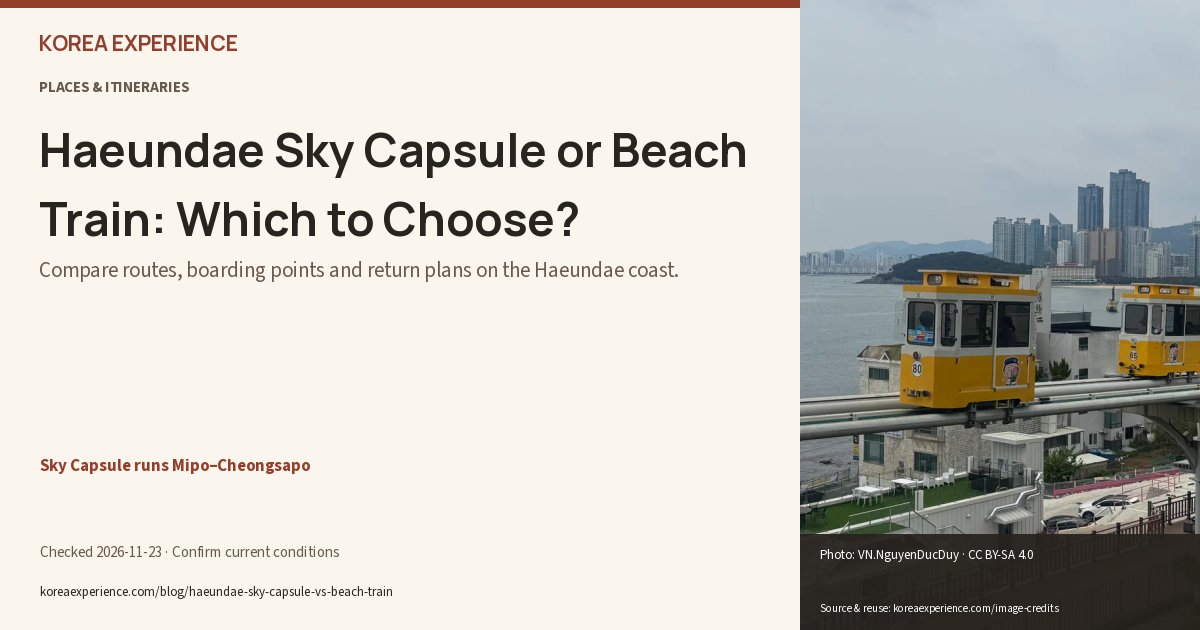 KOREA EXPERIENCE
PLACES & ITINERARIES
Haeundae Sky Capsule or Beach
Train: Which to Choose?
Compare routes, boarding points and return plans on the Haeundae coast.
Sky Capsule runs Mipo–Cheongsapo
Checked 2026-11-23 · Confirm current conditions
koreaexperience.com/blog/haeundae-sky-capsule-vs-beach-train
80
65
Photo: VN.NguyenDucDuy · CC BY-SA 4.0
Source & reuse: koreaexperience.com/image-credits